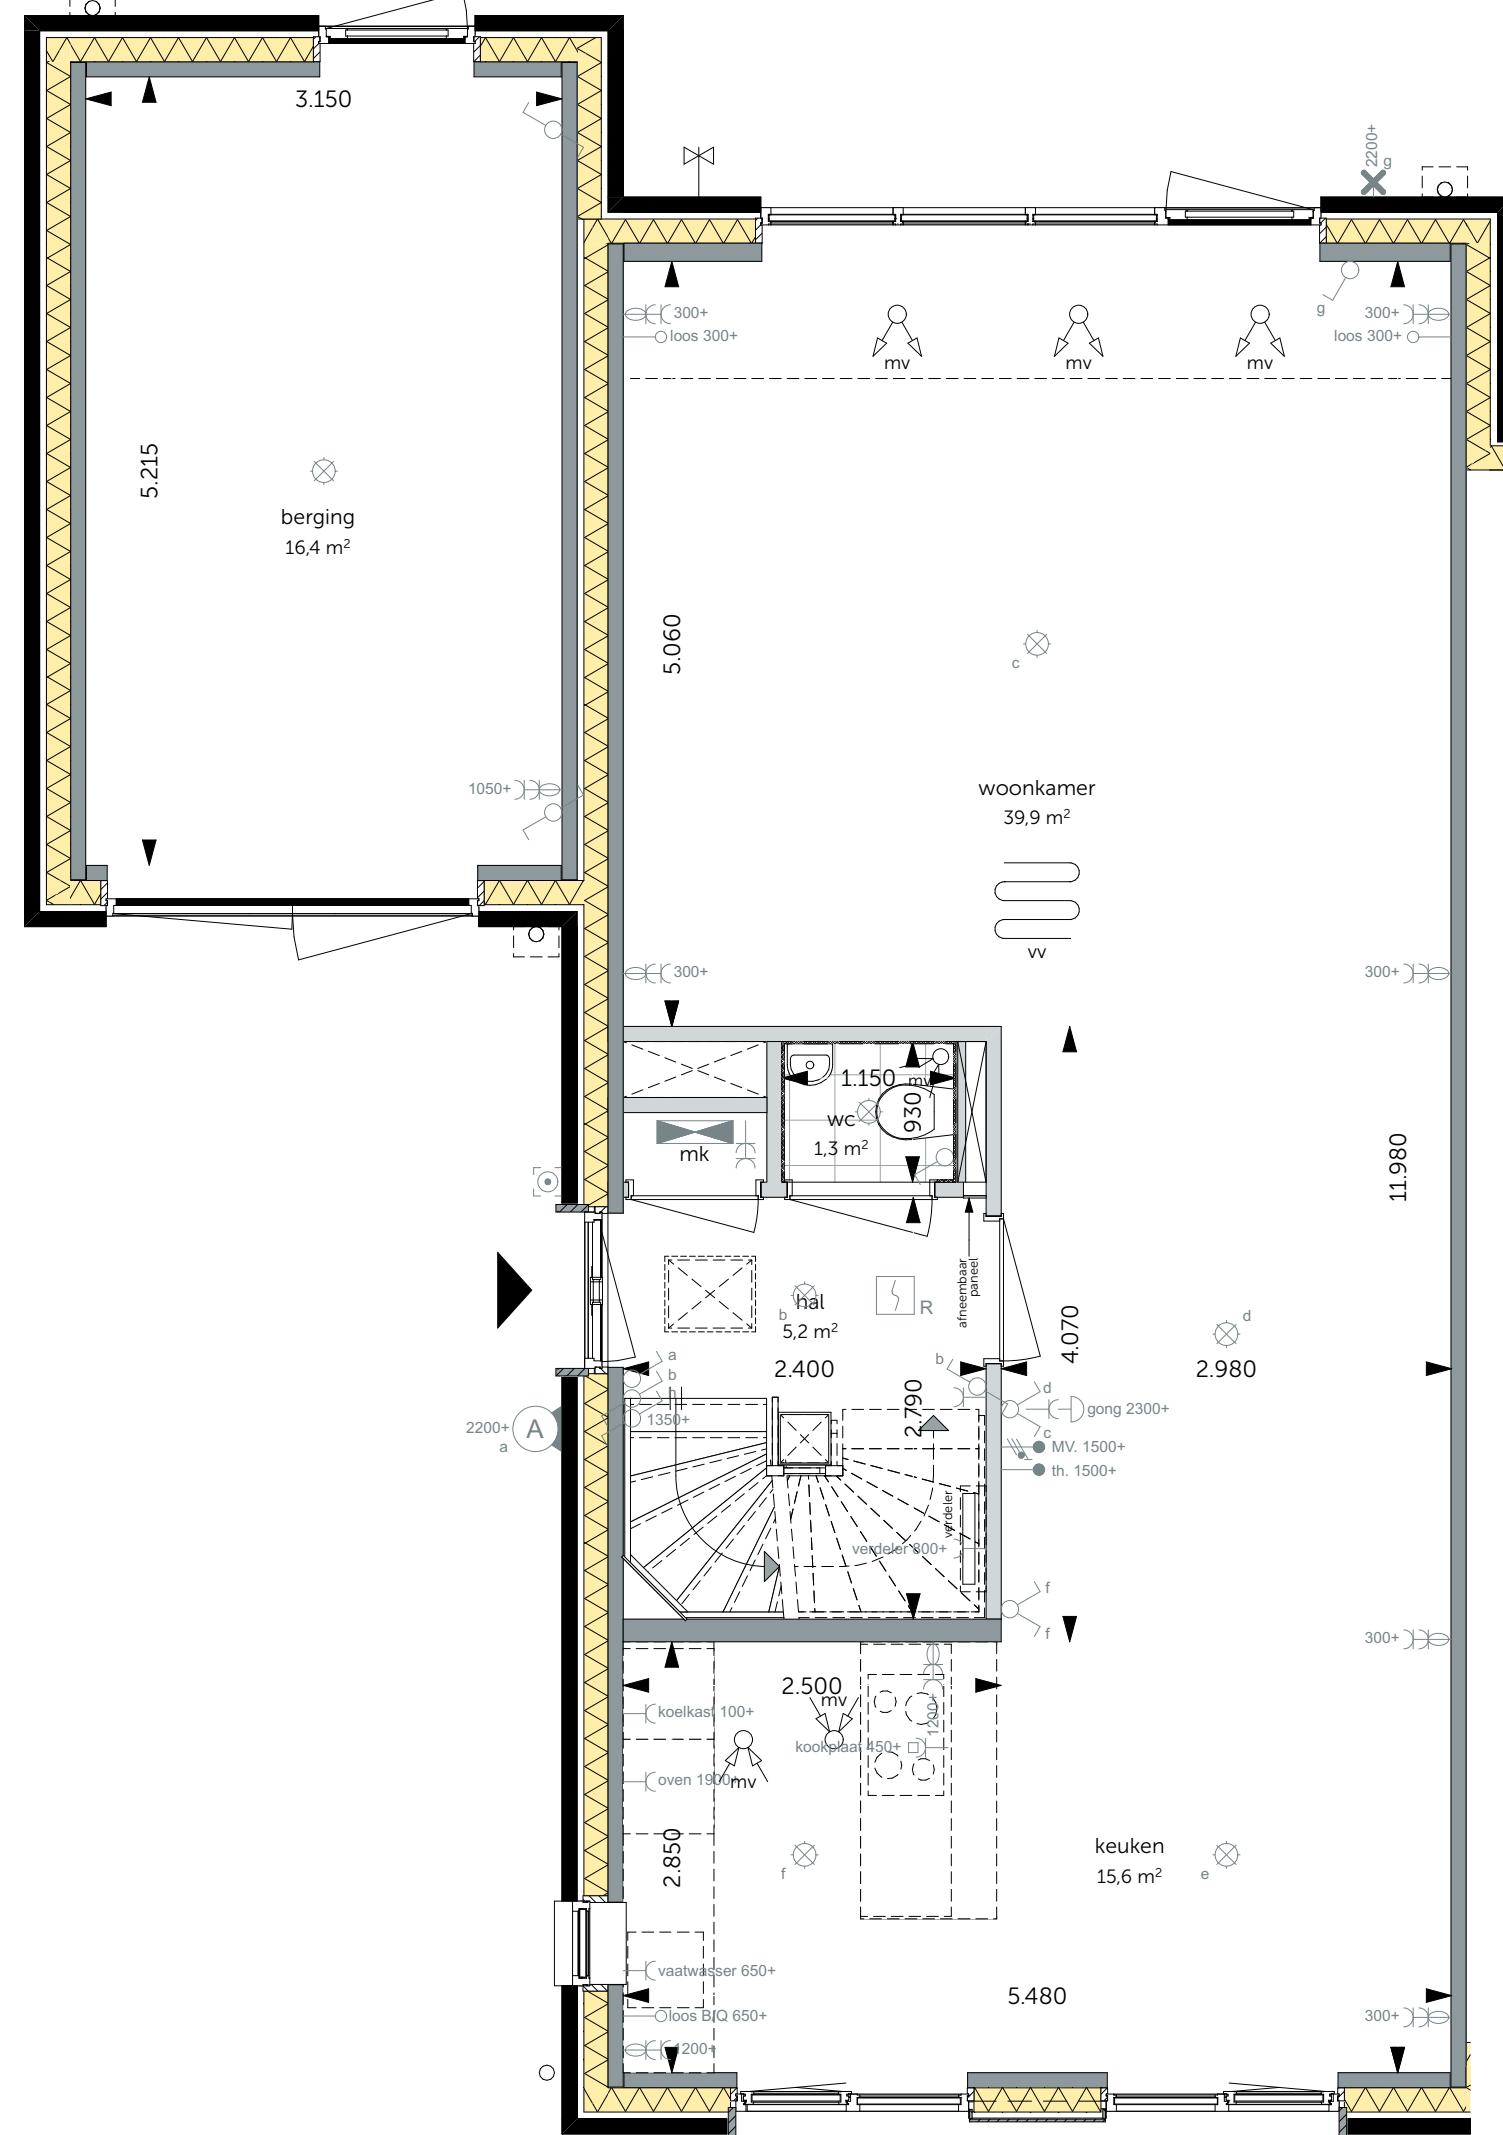 3.150
2200+
g
300+
loos 300+
mv
mv
mv
g
300+
loos 300+
5.215
berging
16,4 m²
5.060
c
1050+
woonkamer
39,9 m²
vv
300+
300+
1.150
mv
930
wc
1,3 m²
mk
11.980
afneembaar
paneel
hal
b
5,2 m²
R
4.070
d
2.400
2.980
a
b
h
1350+
b
2.790
d
c
gong 2300+
2200+
A
a
MV. 1500+
th. 1500+
verdeler
verdeler 800+
f
f
300+
2.500
mv
koelkast 100+
1200+
kookplaat 450+
oven 1900+
mv
2.850
f
keuken
15,6 m²
e
vaatwasser 650+
5.480
loos B/Q 650+
300+
1200+